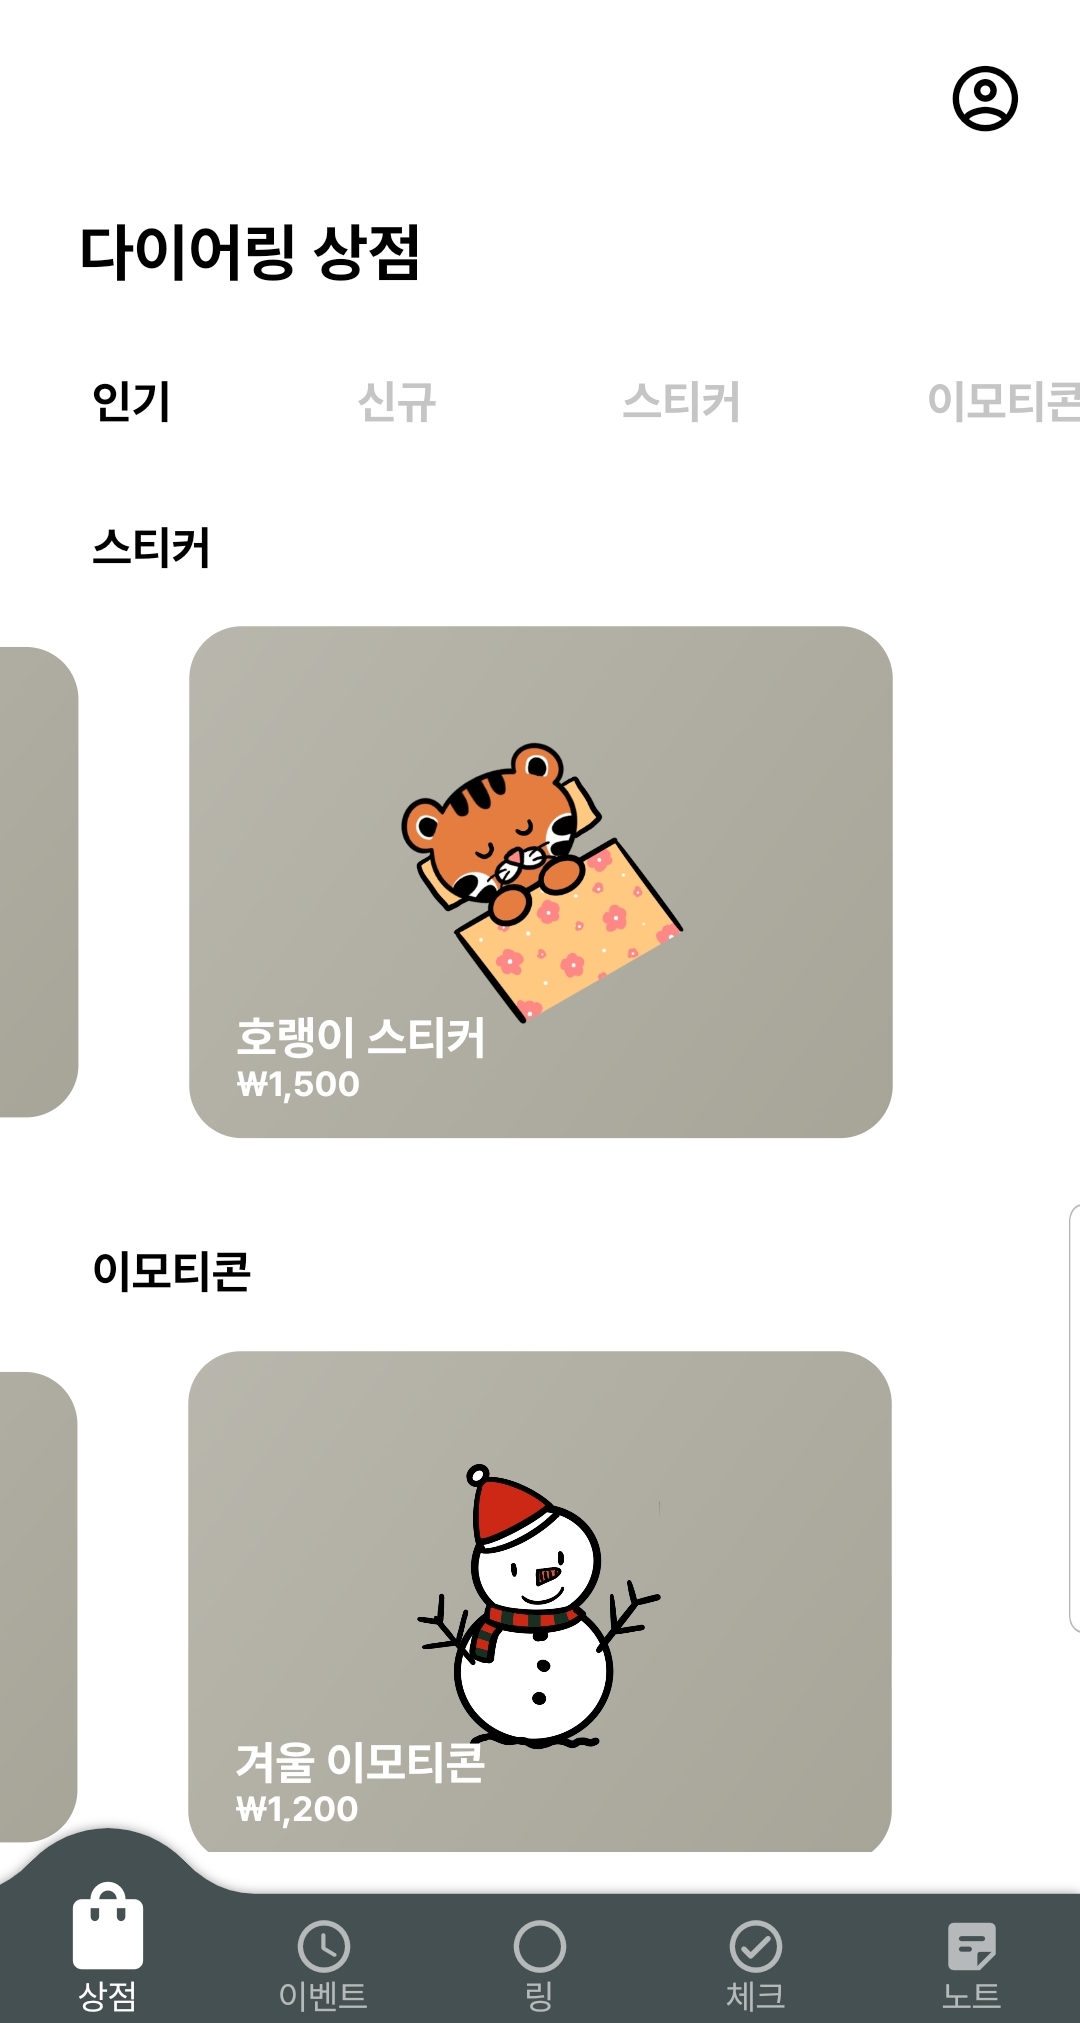 다이어링 상점
인기 신규 스티커 이모티콘
스티커
호랭이 스티커
₩1,500
이모티콘
겨울 이모티콘
₩1,200
상점 이벤트 링 체크 노트